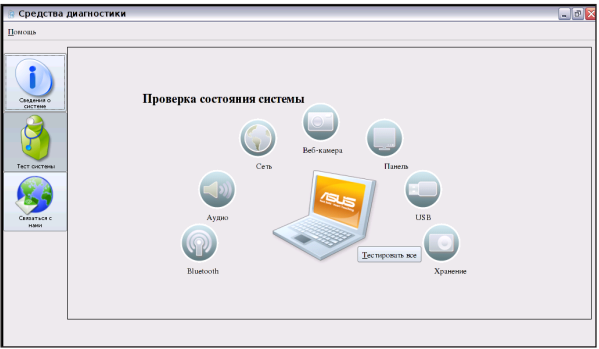 Средства диагностики
Помощь
Сведения о
системе
Тест системы
Связаться с
нами
Проверка состояния системы
Веб-камера
Сеть
Панель
Аудио
USB
Bluetooth
Хранение
ASUS
Тестировать все